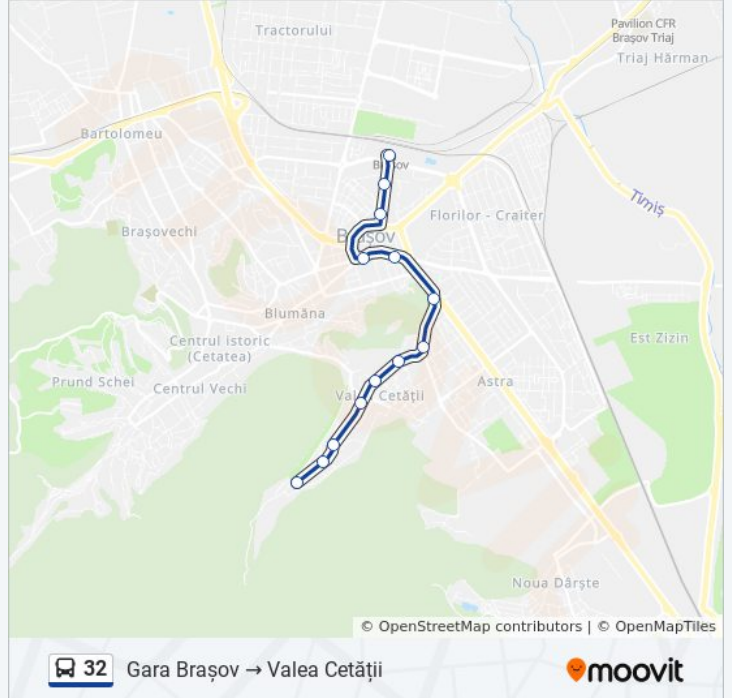 Tractorului
Pavilion CFR
Brașov Triaj
Triaj Hărman
Bartolomeu
Brașov
Timiș
Florilor - Craiter
Brașovechi
Brașov
Blumăna
Centrul istoric
(Cetatea)
Est Zizin
Prund Schei
Centrul Vechi
Astra
Valea Cetății
Noua Dârște
© OpenStreetMap contributors | © OpenMapTiles
32 Gara Brașov → Valea Cetății
moovit